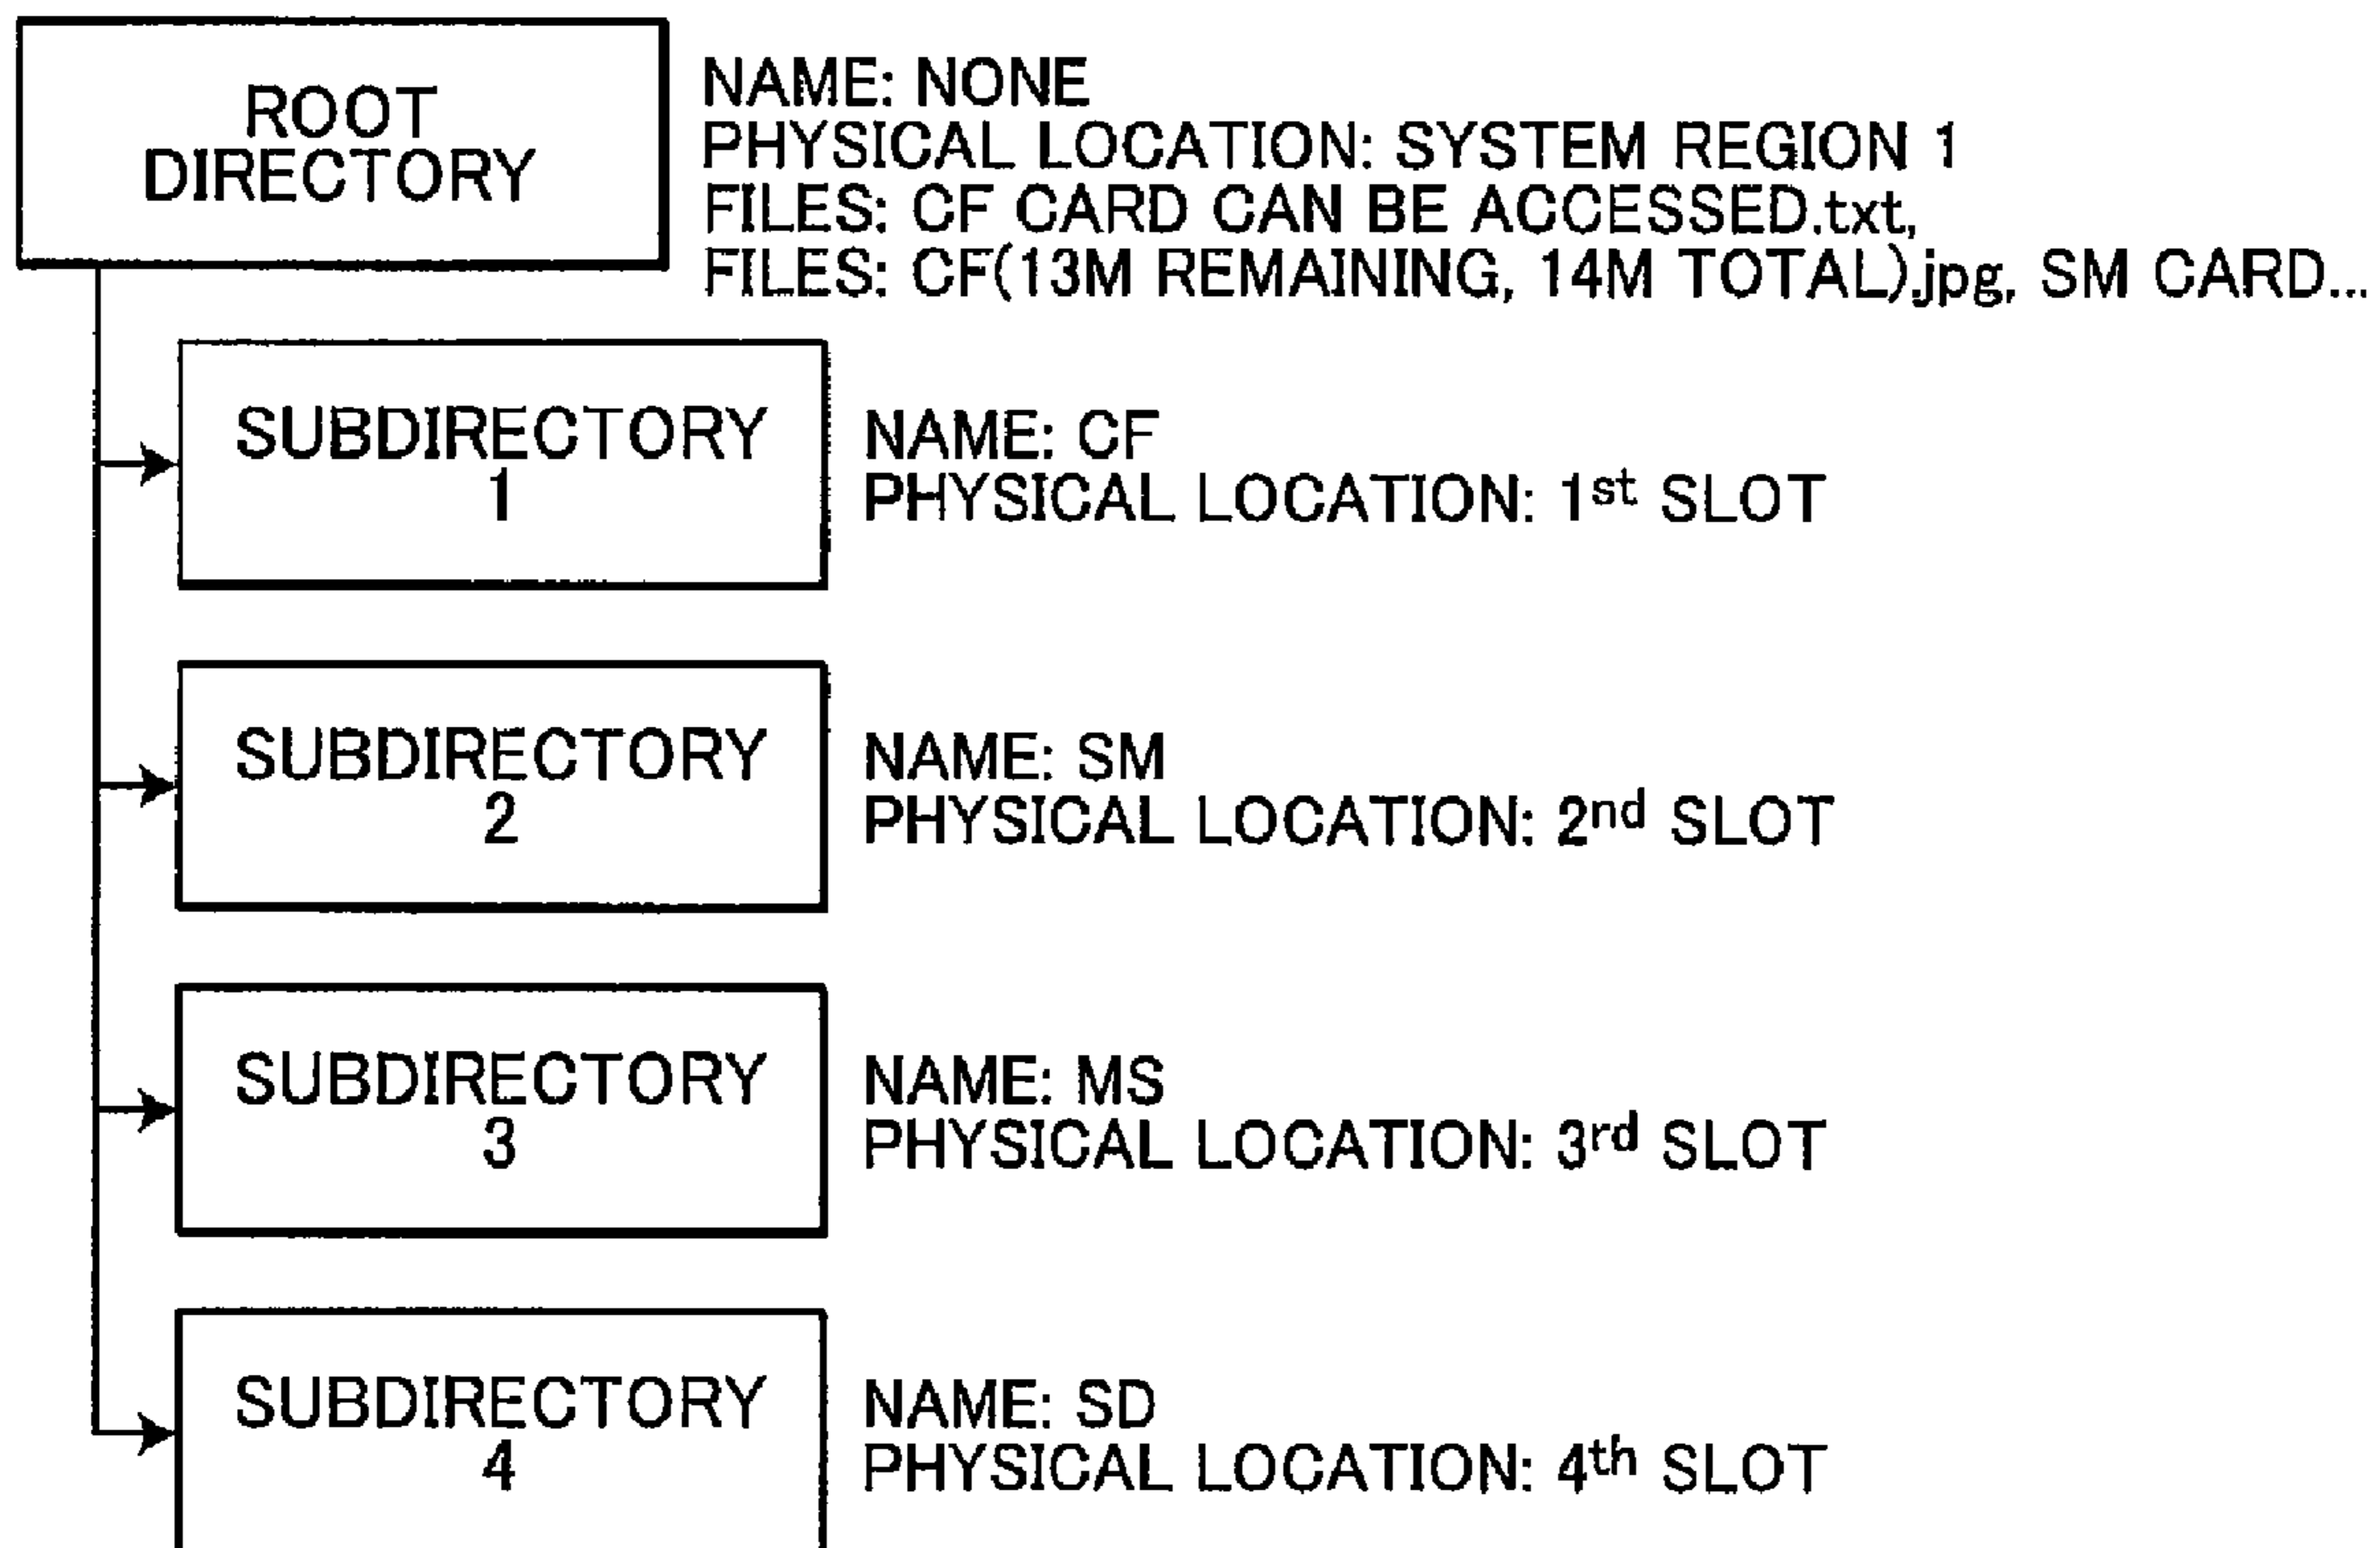 ROOT
DIRECTORY
NAME: NONE
PHYSICAL LOCATION: SYSTEM REGION 1
FILES: CF CARD CAN BE ACCESSED.txt,
FILES: CF(13M REMAINING, 14M TOTAL).jpg, SM CARD...
SUBDIRECTORY
1
NAME: CF
PHYSICAL LOCATION: 1st SLOT
SUBDIRECTORY
2
NAME: SM
PHYSICAL LOCATION: 2nd SLOT
SUBDIRECTORY
3
NAME: MS
PHYSICAL LOCATION: 3rd SLOT
SUBDIRECTORY
4
NAME: SD
PHYSICAL LOCATION: 4th SLOT